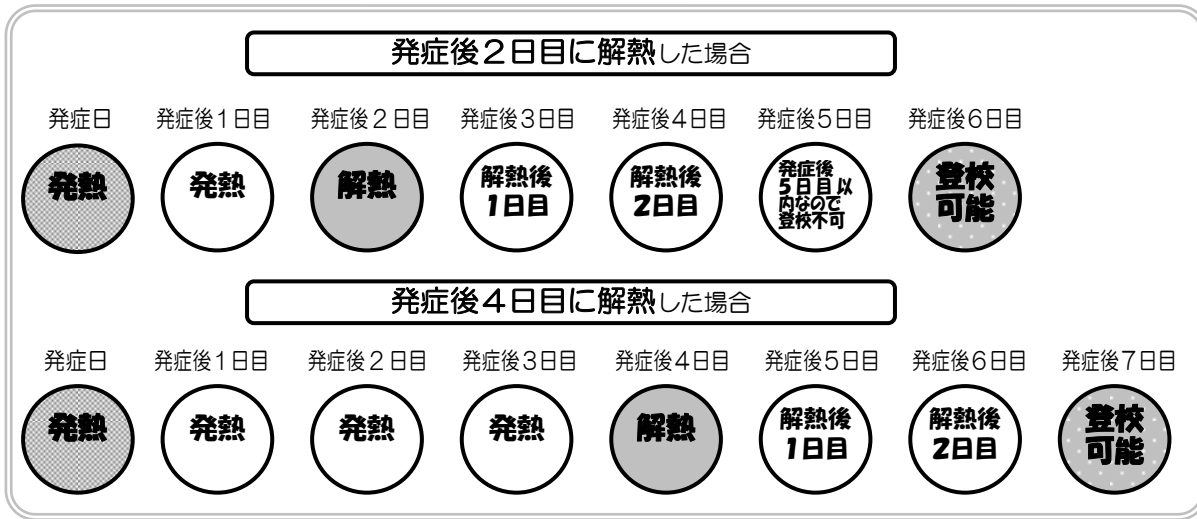 発症後２日目に解熱した場合
発症日 発症後１日目 発症後２日目 発症後３日目 発症後４日目 発症後５日目 発症後６日目
発熱
発熱
解熱
解熱後
１日目
解熱後
２日目
発症後
５日目以
内なので
登校不可
登校
可能
発症後４日目に解熱した場合
発症日 発症後１日目 発症後２日目 発症後３日目 発症後４日目 発症後５日目 発症後６日目 発症後７日目
発熱
発熱
発熱
発熱
解熱
解熱後
１日目
解熱後
２日目
登校
可能